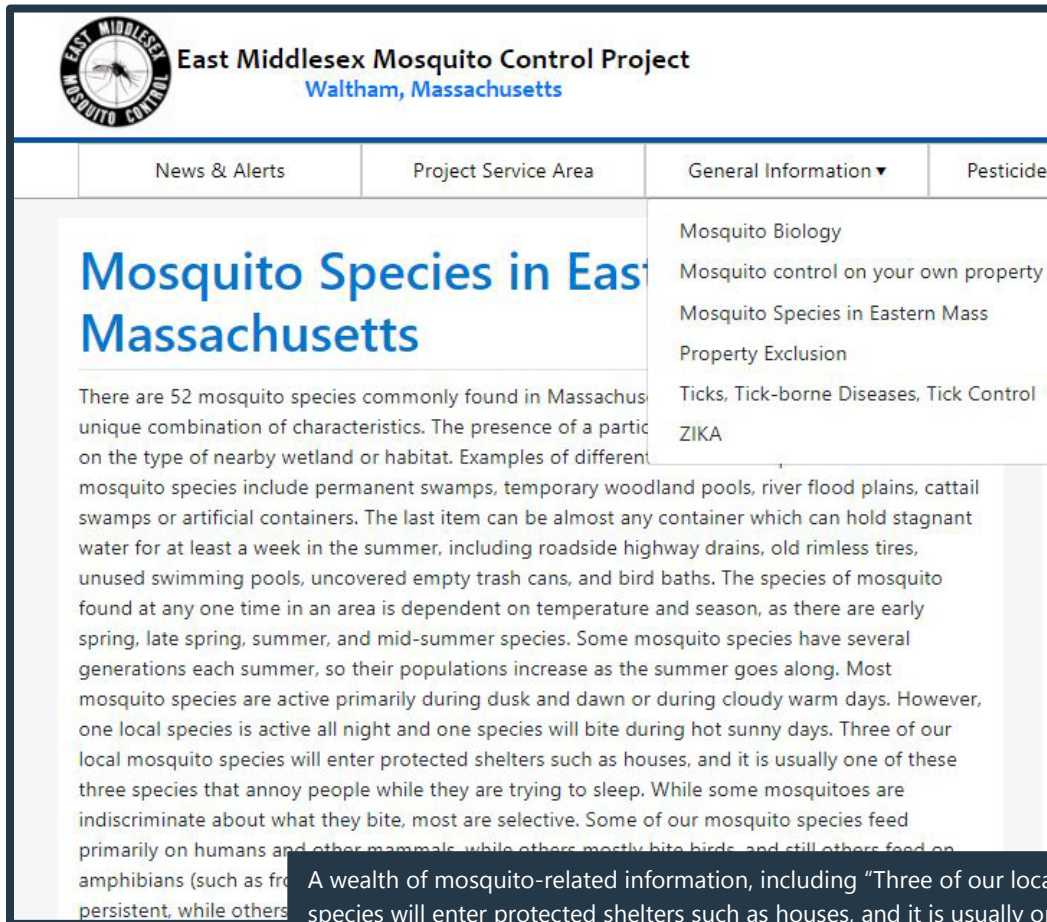 EAST MIDDLESEX MOSQUITO CONTROL
East Middlesex Mosquito Control Project
Waltham, Massachusetts
News & Alerts
Project Service Area
General Information ▾
Pesticide
Mosquito Biology
Mosquito control on your own property
Mosquito Species in Eastern Mass
Property Exclusion
Ticks, Tick-borne Diseases, Tick Control
ZIKA
Mosquito Species in East
Massachusetts
There are 52 mosquito species commonly found in Massachus
unique combination of characteristics. The presence of a partic
on the type of nearby wetland or habitat. Examples of different
mosquito species include permanent swamps, temporary woodland pools, river flood plains, cattail
swamps or artificial containers. The last item can be almost any container which can hold stagnant
water for at least a week in the summer, including roadside highway drains, old rimless tires,
unused swimming pools, uncovered empty trash cans, and bird baths. The species of mosquito
found at any one time in an area is dependent on temperature and season, as there are early
spring, late spring, summer, and mid-summer species. Some mosquito species have several
generations each summer, so their populations increase as the summer goes along. Most
mosquito species are active primarily during dusk and dawn or during cloudy warm days. However,
one local species is active all night and one species will bite during hot sunny days. Three of our
local mosquito species will enter protected shelters such as houses, and it is usually one of these
three species that annoy people while they are trying to sleep. While some mosquitoes are
indiscriminate about what they bite, most are selective. Some of our mosquito species feed
primarily on humans and other mammals, while others mostly bite birds, and still others feed on
amphibians (such as fro
persistent, while others
A wealth of mosquito-related information, including “Three of our loca
species will enter protected shelters such as houses, and it is usually o